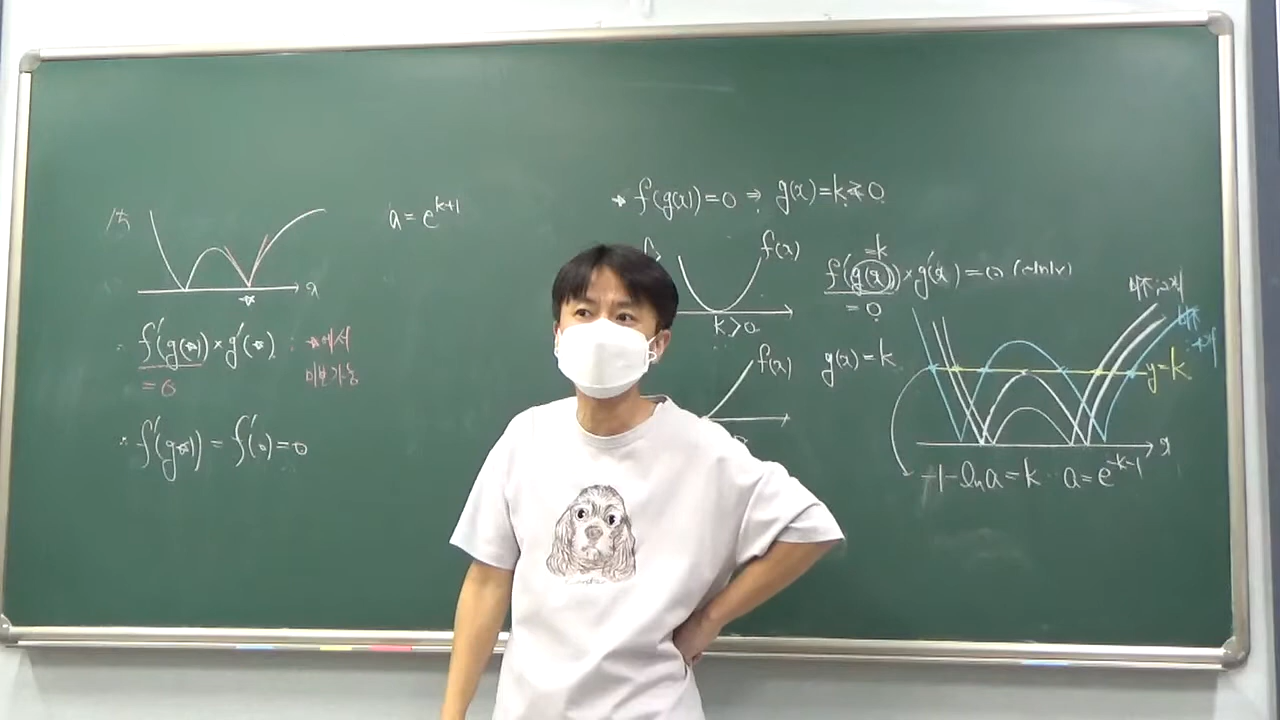 a = e^{k+1}
x
f'(g(☆)) × g'(☆) : ☆에서
= 0 미분가능
∴ f'(g(☆)) = f'(0) = 0
☆ f(g(x)) = 0 ⇒ g(x) = k ≥ 0
f(x)
k > 0
f'(g(x)) × g'(x) = 0
= k
= 0
f(x)
g(x) = k
y = k
x
-1 - ln a = k a = e^{-k-1}